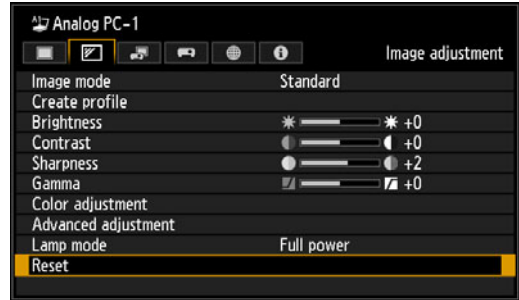 Analog PC-1
Image adjustment
Image mode Standard
Create profile
Brightness +0
Contrast +0
Sharpness +2
Gamma +0
Color adjustment
Advanced adjustment
Lamp mode Full power
Reset